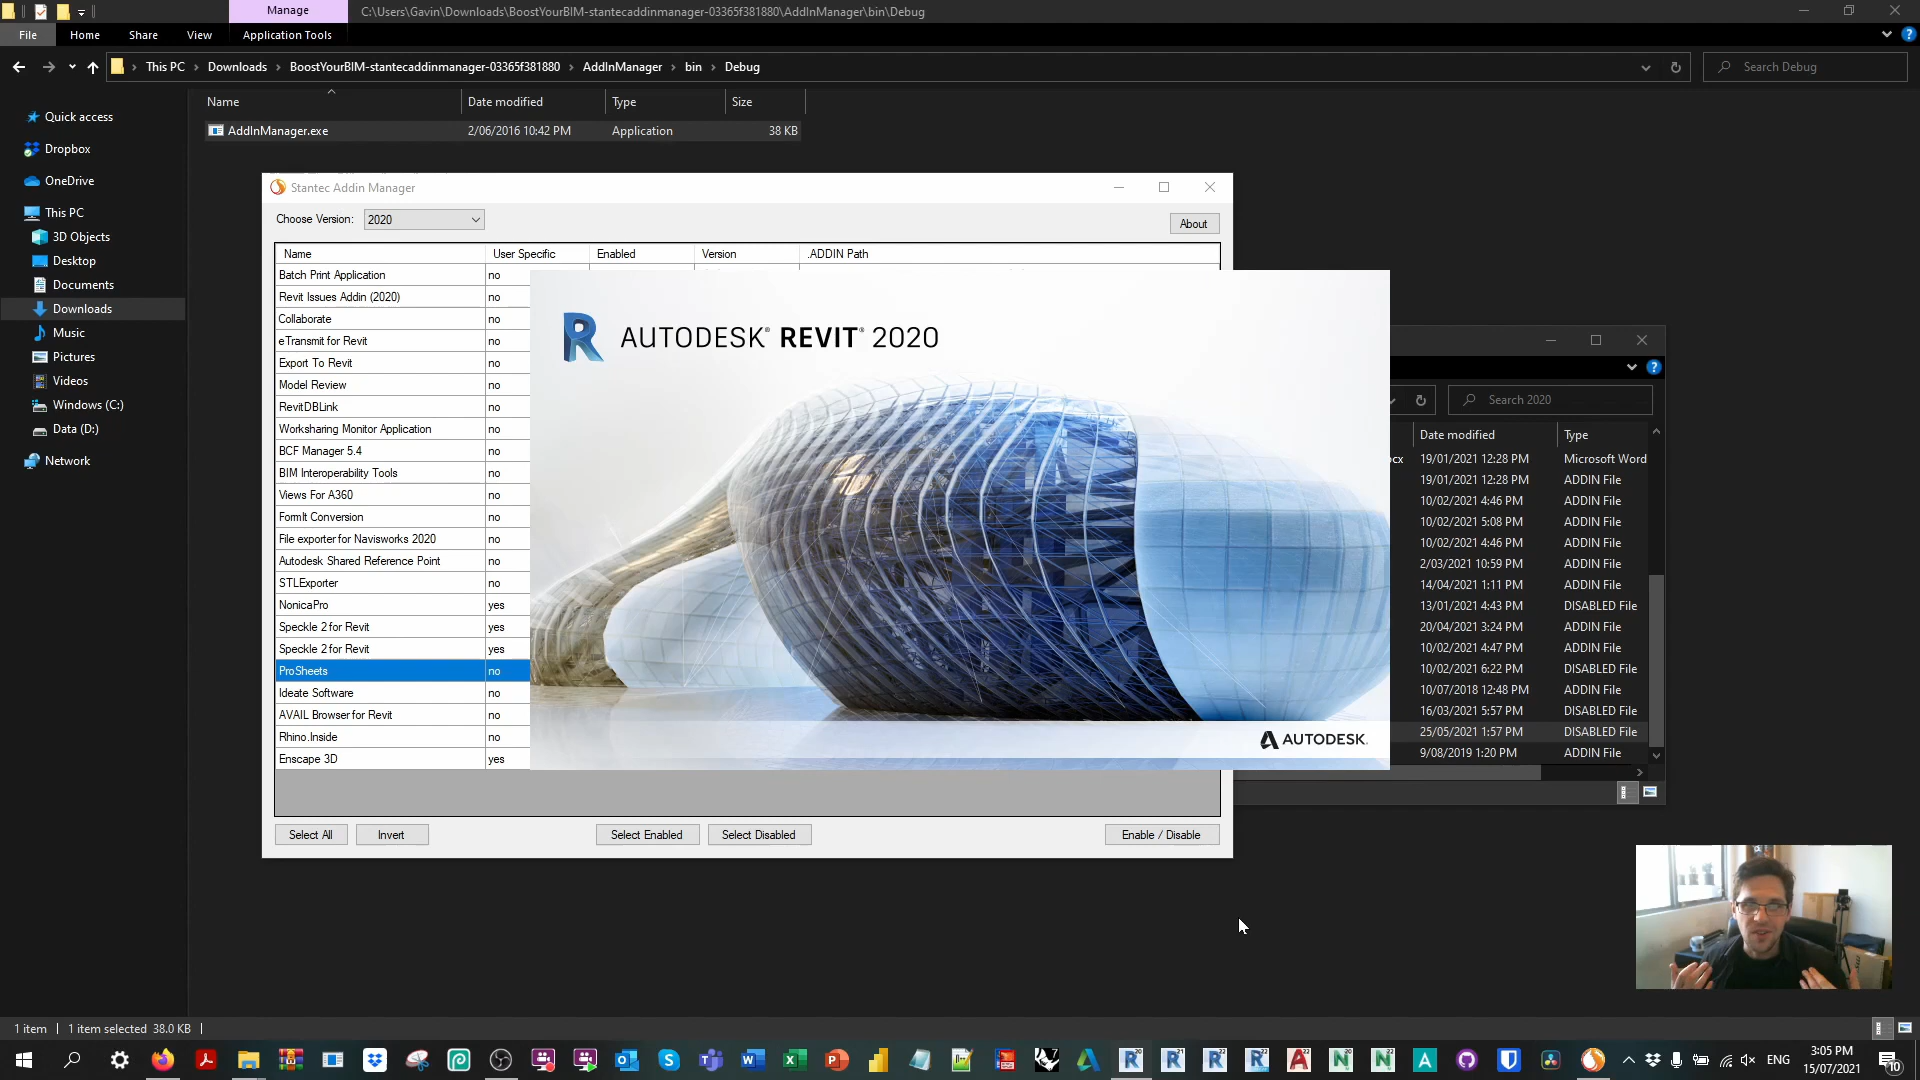 Manage
C:\Users\Gavin\Downloads\BoostYourBIM-stantecaddinmanager-03365f381880\AddInManager\bin\Debug
File Home Share View Application Tools
This PC Downloads BoostYourBIM-stantecaddinmanager-03365f381880 AddInManager bin Debug
Search Debug
Name Date modified Type Size
AddInManager.exe 2/06/2016 10:42 PM Application 38 KB
Quick access
Dropbox
OneDrive
This PC
3D Objects
Desktop
Documents
Downloads
Music
Pictures
Videos
Windows (C:)
Data (D:)
Network
Stantec Addin Manager
Choose Version: 2020
About
Name User Specific Enabled Version .ADDIN Path
Batch Print Application no
Revit Issues Addin (2020) no
Collaborate no
eTransmit for Revit no
Export To Revit no
Model Review no
RevitDBLink no
Worksharing Monitor Application no
BCF Manager 5.4 no
BIM Interoperability Tools no
Views For A360 no
FormIt Conversion no
File exporter for Navisworks 2020 no
Autodesk Shared Reference Point no
STLExporter no
NonicaPro yes
Speckle 2 for Revit yes
Speckle 2 for Revit yes
ProSheets no
Ideate Software no
AVAIL Browser for Revit no
Rhino.Inside no
Enscape 3D yes
Select All Invert Select Enabled Select Disabled Enable / Disable
AUTODESK® REVIT® 2020
AUTODESK.
Search 2020
Date modified Type
ocx 19/01/2021 12:28 PM Microsoft Word
19/01/2021 12:28 PM ADDIN File
10/02/2021 4:46 PM ADDIN File
10/02/2021 5:08 PM ADDIN File
10/02/2021 4:46 PM ADDIN File
2/03/2021 10:59 PM ADDIN File
14/04/2021 1:11 PM ADDIN File
13/01/2021 4:43 PM DISABLED File
20/04/2021 3:24 PM ADDIN File
10/02/2021 4:47 PM ADDIN File
10/02/2021 6:22 PM DISABLED File
10/07/2018 12:48 PM ADDIN File
16/03/2021 5:57 PM DISABLED File
25/05/2021 1:57 PM DISABLED File
9/08/2019 1:20 PM ADDIN File
1 item 1 item selected 38.0 KB
ENG
3:05 PM
15/07/2021
10